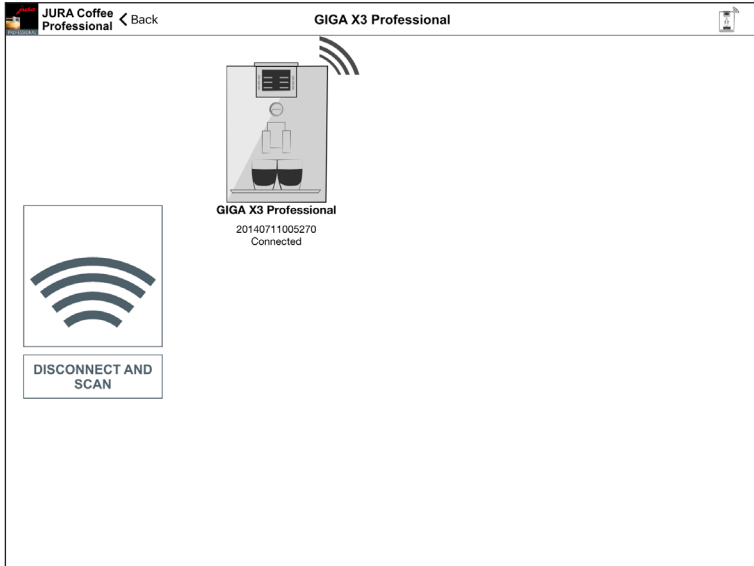 JURA Coffee
Professional
Back
GIGA X3 Professional
GIGA X3 Professional
20140711005270
Connected
DISCONNECT AND
SCAN